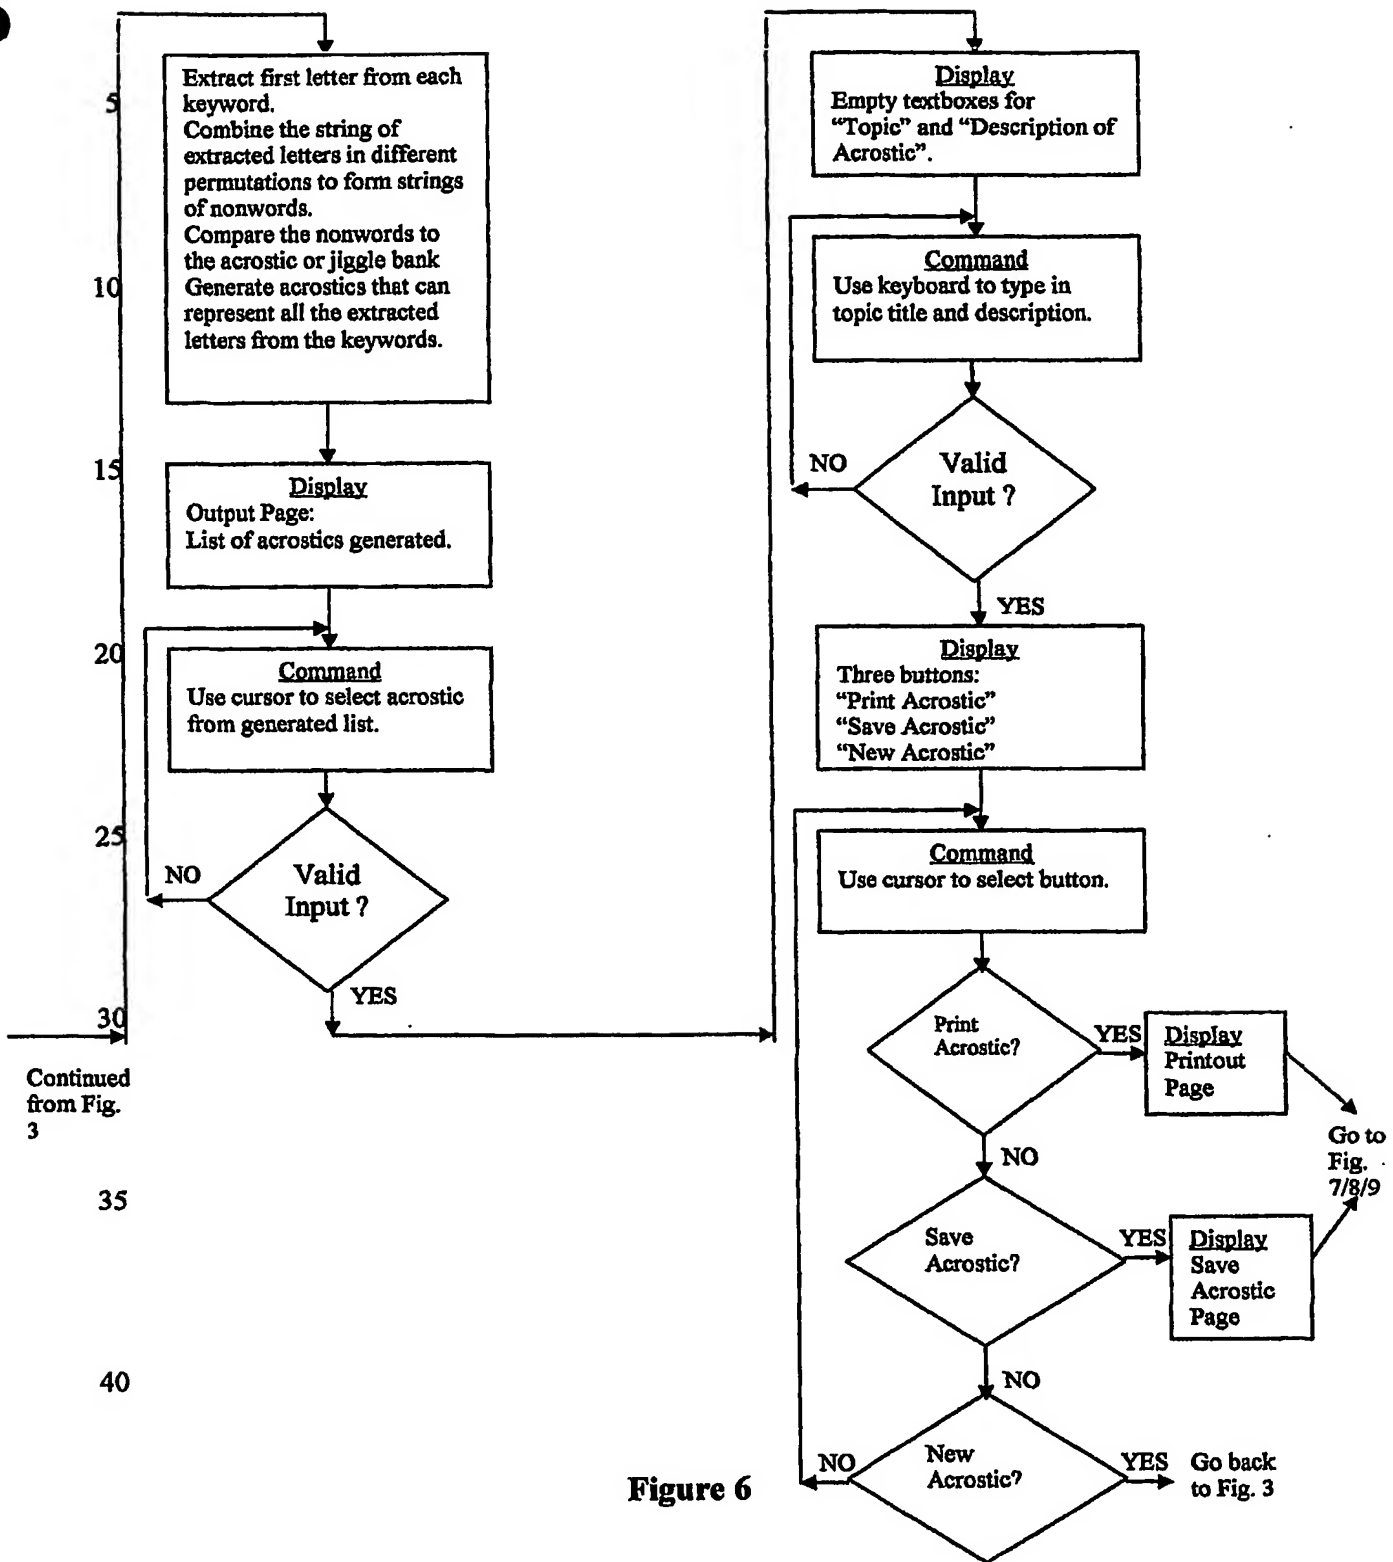 5
Extract first letter from each
keyword.
Combine the string of
extracted letters in different
permutations to form strings
of nonwords.
Compare the nonwords to
the acrostic or jiggle bank
10
Generate acrostics that can
represent all the extracted
letters from the keywords.
15
Display
Output Page:
List of acrostics generated.
20
Command
Use cursor to select acrostic
from generated list.
25
NO
Valid
Input ?
YES
30
Continued
from Fig.
3
35
40
Display
Empty textboxes for
“Topic” and “Description of
Acrostic”.
Command
Use keyboard to type in
topic title and description.
NO
Valid
Input ?
YES
Display
Three buttons:
“Print Acrostic”
“Save Acrostic”
“New Acrostic”
Command
Use cursor to select button.
Print
Acrostic?
YES
Display
Printout
Page
Go to
Fig.
7/8/9
NO
Save
Acrostic?
YES
Display
Save
Acrostic
Page
NO
New
Acrostic?
NO
YES
Go back
to Fig. 3
Figure 6